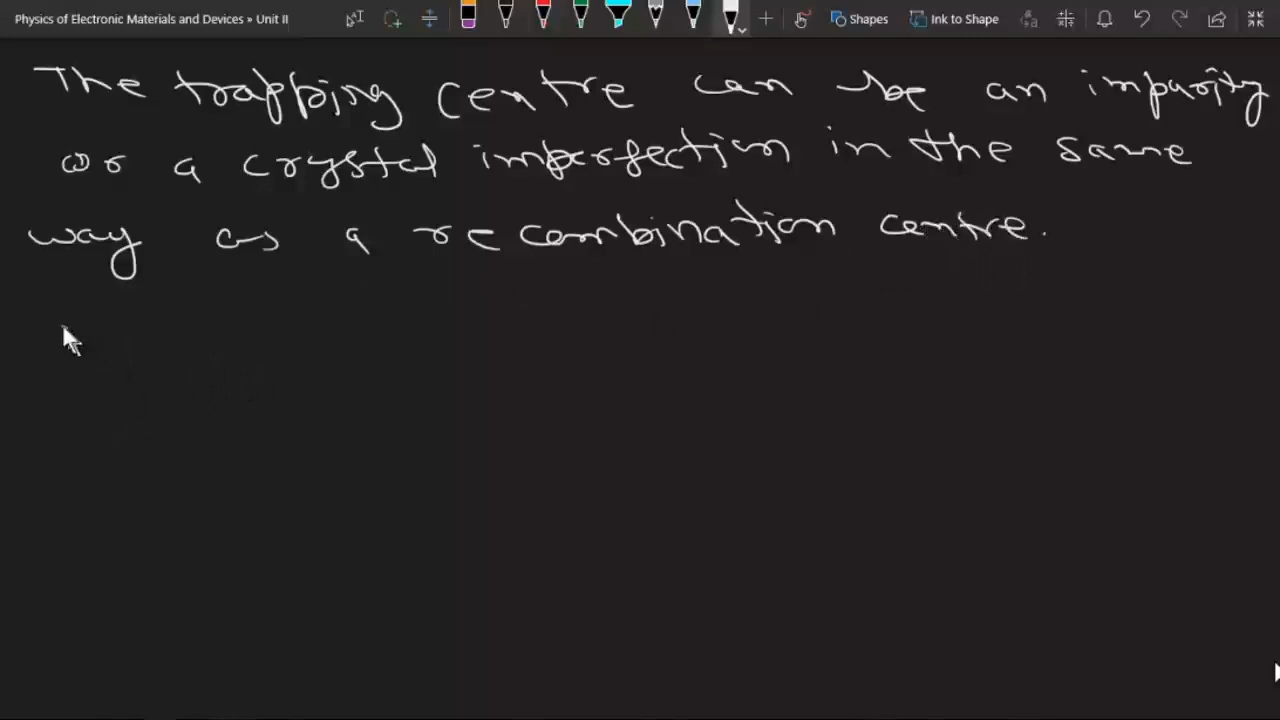 Physics of Electronic Materials and Devices » Unit II
Shapes
Ink to Shape
The trapping centre can be an impurity
or a crystal imperfection in the same
way as a recombination centre.